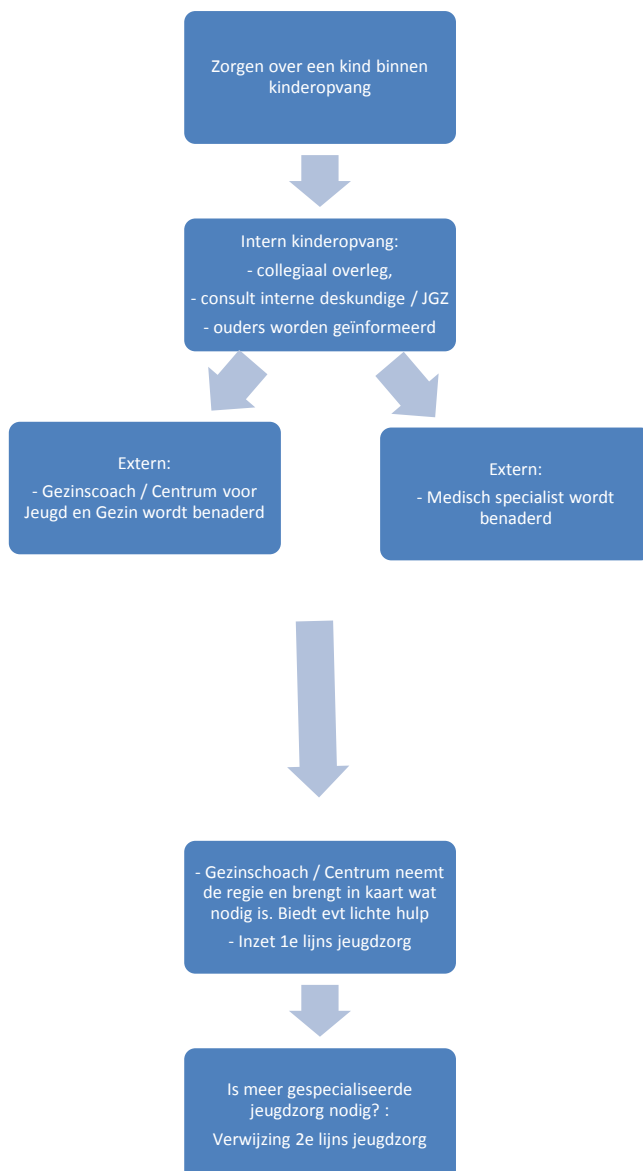 Zorgen over een kind binnen
kinderopvang
Intern kinderopvang:
- collegiaal overleg,
- consult interne deskundige / JGZ
- ouders worden geïnformeerd
Extern:
- Gezinscoach / Centrum voor
Jeugd en Gezin wordt benaderd
Extern:
- Medisch specialist wordt
benaderd
- Gezinschoach / Centrum neemt
de regie en brengt in kaart wat
nodig is. Biedt evt lichte hulp
- Inzet 1e lijns jeugdzorg
Is meer gespecialiseerde
jeugdzorg nodig? :
Verwijzing 2e lijns jeugdzorg